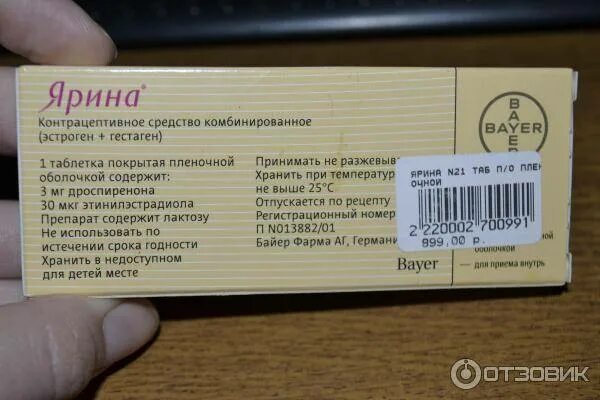 Ярина®
Контрацептивное средство комбинированное
(эстроген + гестаген)
1 таблетка покрытая пленочной
оболочкой содержит:
3 мг дроспиренона
30 мкг этинилэстрадиола
Препарат содержит лактозу
Не использовать по
истечении срока годности
Хранить в недоступном
для детей месте
Принимать не разжевыв
Хранить при температур
не выше 25°С
Отпускается по рецепту
Регистрационный номер
П N013882/01
Байер Фарма АГ, Германи
Bayer
BAYER
BAYE
ЯРИНА N21 ТАБ П/О ПЛЕН
ОЧНОЙ
2 220002 700991
899,00 р.
оболочкой
— для приема внутрь
ОТЗОВИК